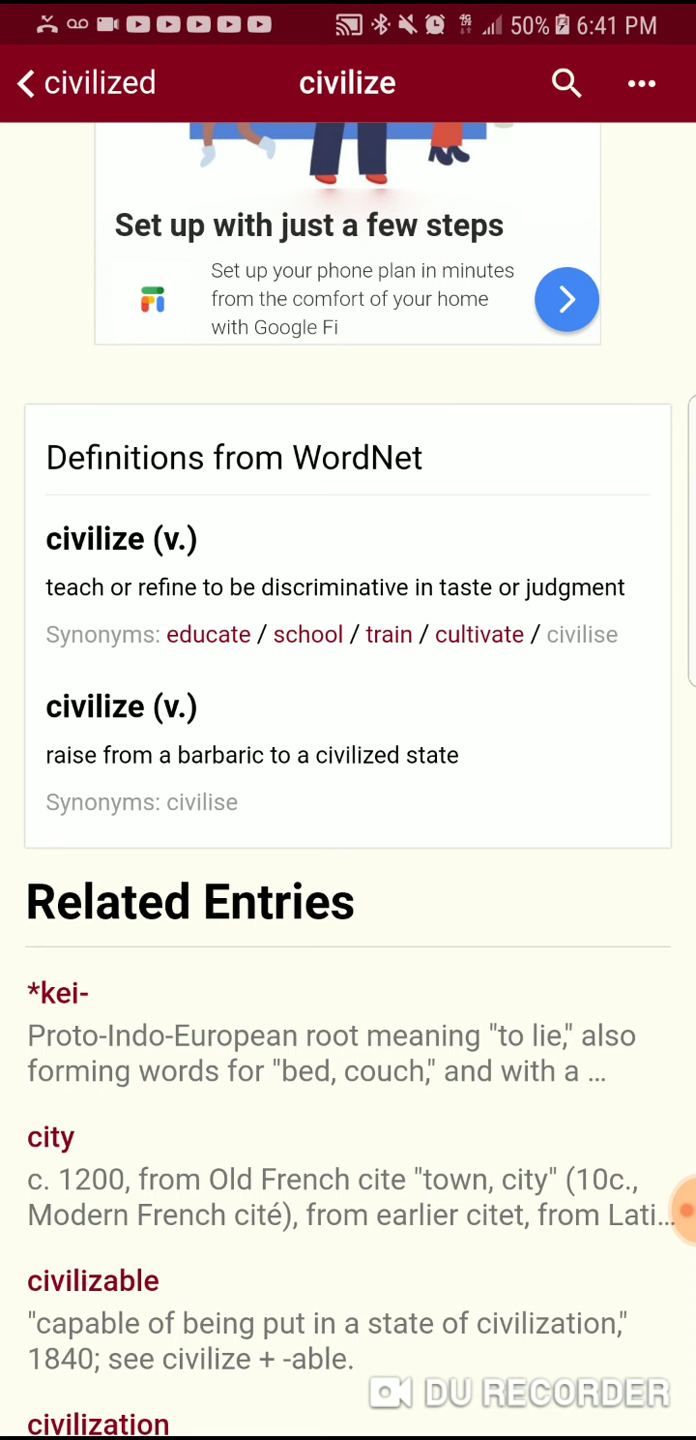 50% 6:41 PM
civilized civilize
Set up with just a few steps
Set up your phone plan in minutes
from the comfort of your home
with Google Fi
Definitions from WordNet
civilize (v.)
teach or refine to be discriminative in taste or judgment
Synonyms: educate / school / train / cultivate / civilise
civilize (v.)
raise from a barbaric to a civilized state
Synonyms: civilise
Related Entries
*kei-
Proto-Indo-European root meaning "to lie," also
forming words for "bed, couch," and with a ...
city
c. 1200, from Old French cite "town, city" (10c.,
Modern French cité), from earlier citet, from Lati...
civilizable
"capable of being put in a state of civilization,"
1840; see civilize + -able.
DU RECORDER
civilization